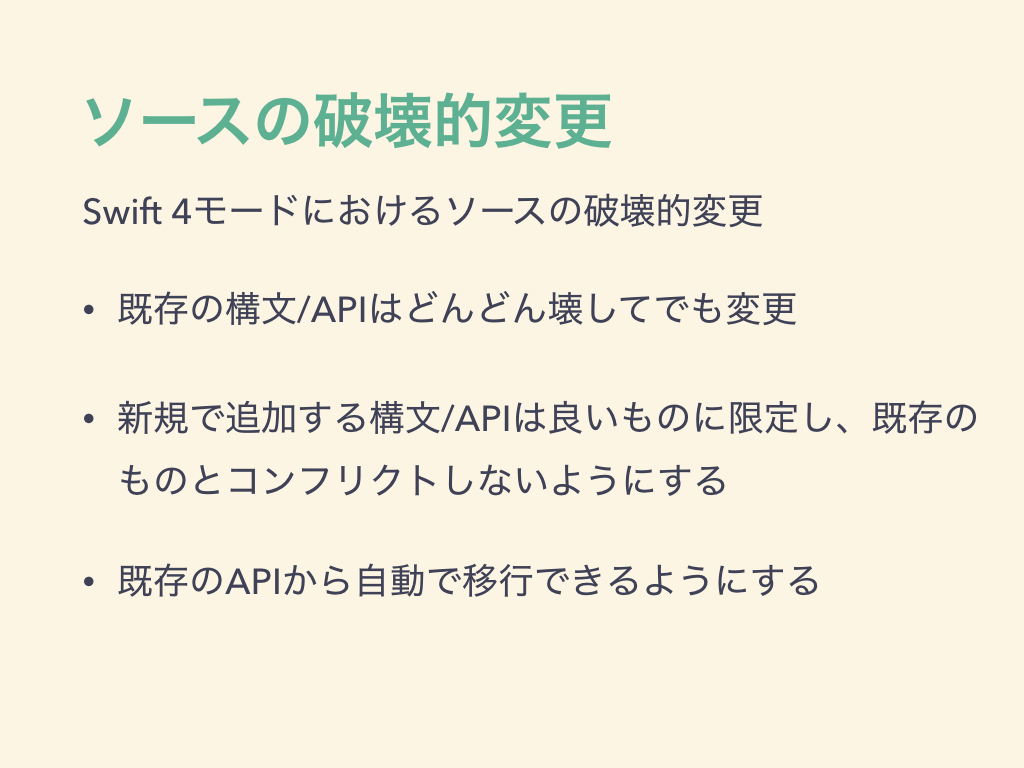 ソースの破壊的変更
Swift 4モードにおけるソースの破壊的変更
• 既存の構文/APIはどんどん壊してでも変更
• 新規で追加する構文/APIは良いものに限定し、既存の
ものとコンフリクトしないようにする
• 既存のAPIから自動で移行できるようにする